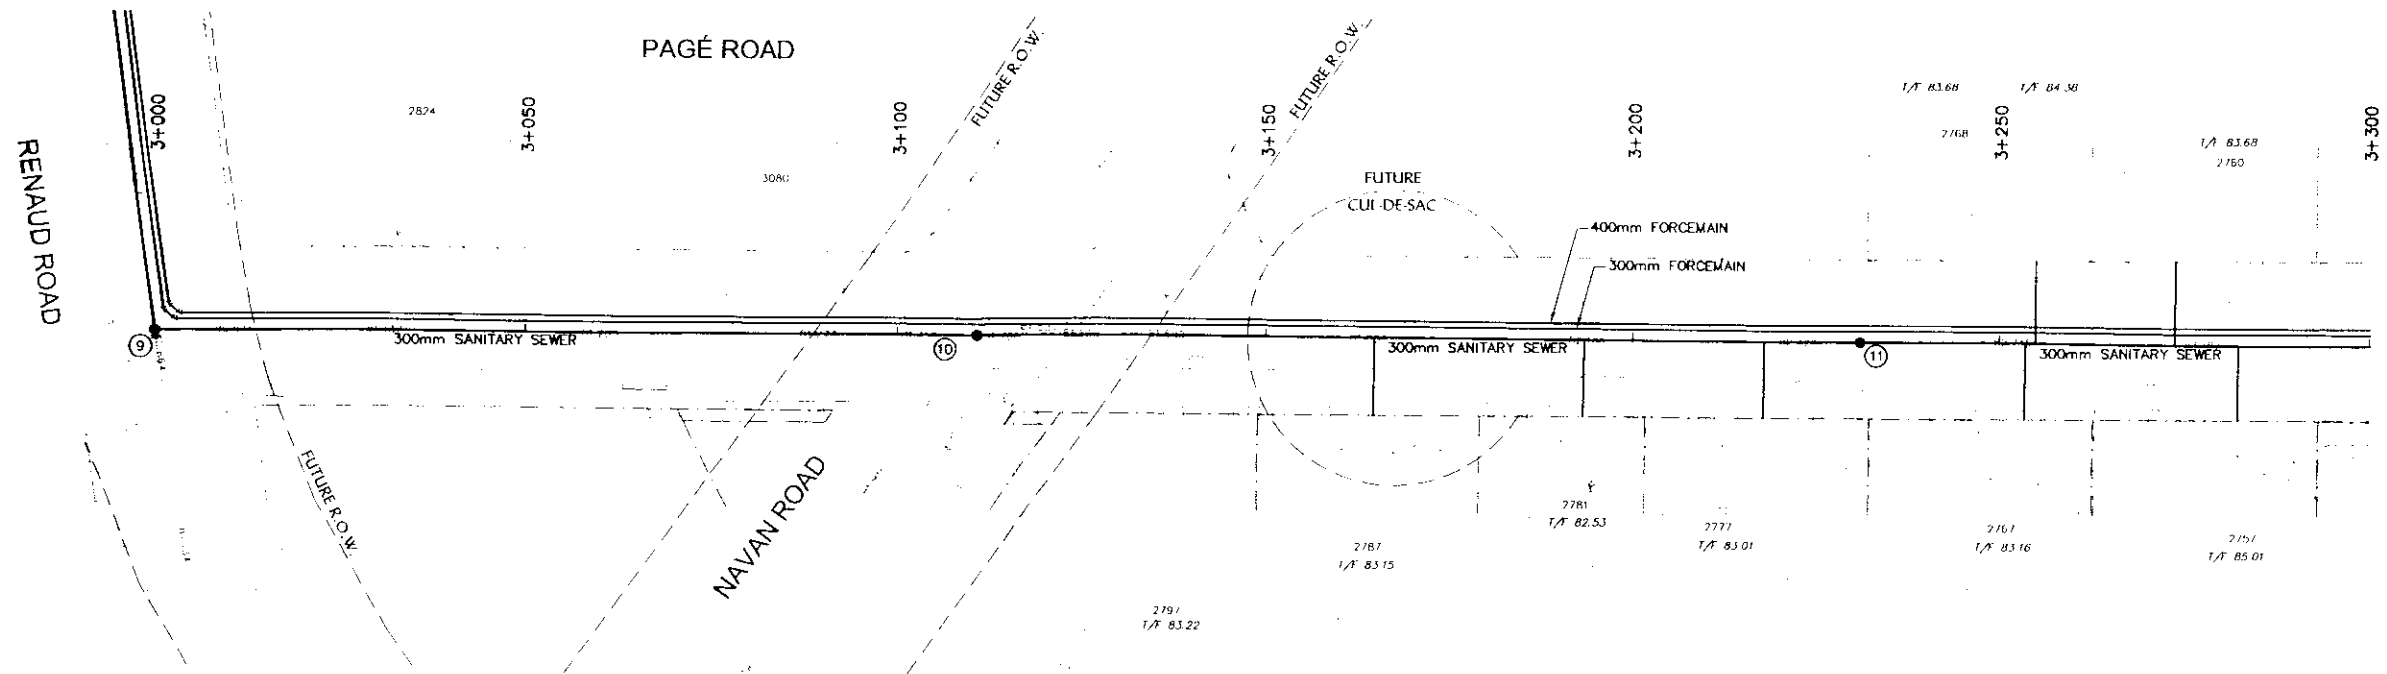 PAGÉ ROAD
RENAUD ROAD
3+000
2824
3+050
3+100
FUTURE R.O.W.
3+150
FUTURE R.O.W.
3+200
T/F 83.68
T/F 84.38
2768
3+250
T/F 83.68
2760
3+300
FUTURE
CUL-DE-SAC
400mm FORCEMAIN
300mm FORCEMAIN
9
300mm SANITARY SEWER
10
300mm SANITARY SEWER
11
300mm SANITARY SEWER
FUTURE R.O.W.
NAVAN ROAD
2797
T/F 83.22
2787
T/F 83.15
2781
T/F 82.53
2777
T/F 83.01
2767
T/F 83.16
2757
T/F 85.01